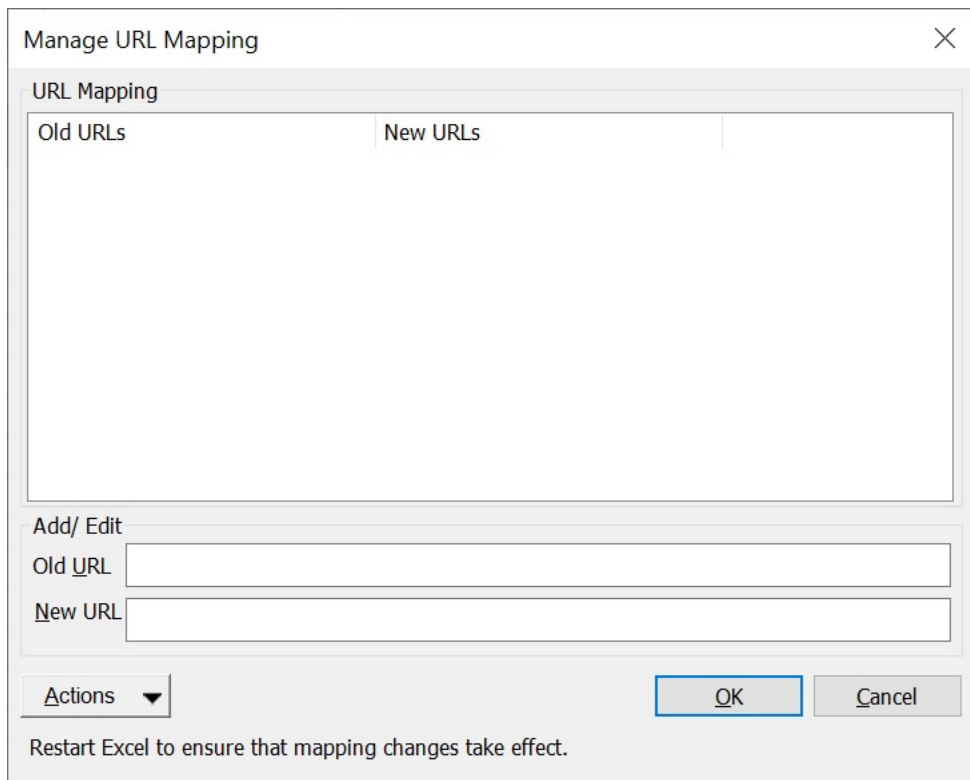 Manage URL Mapping
URL Mapping
Old URLs New URLs
Add/ Edit
Old URL
New URL
Actions OK Cancel
Restart Excel to ensure that mapping changes take effect.